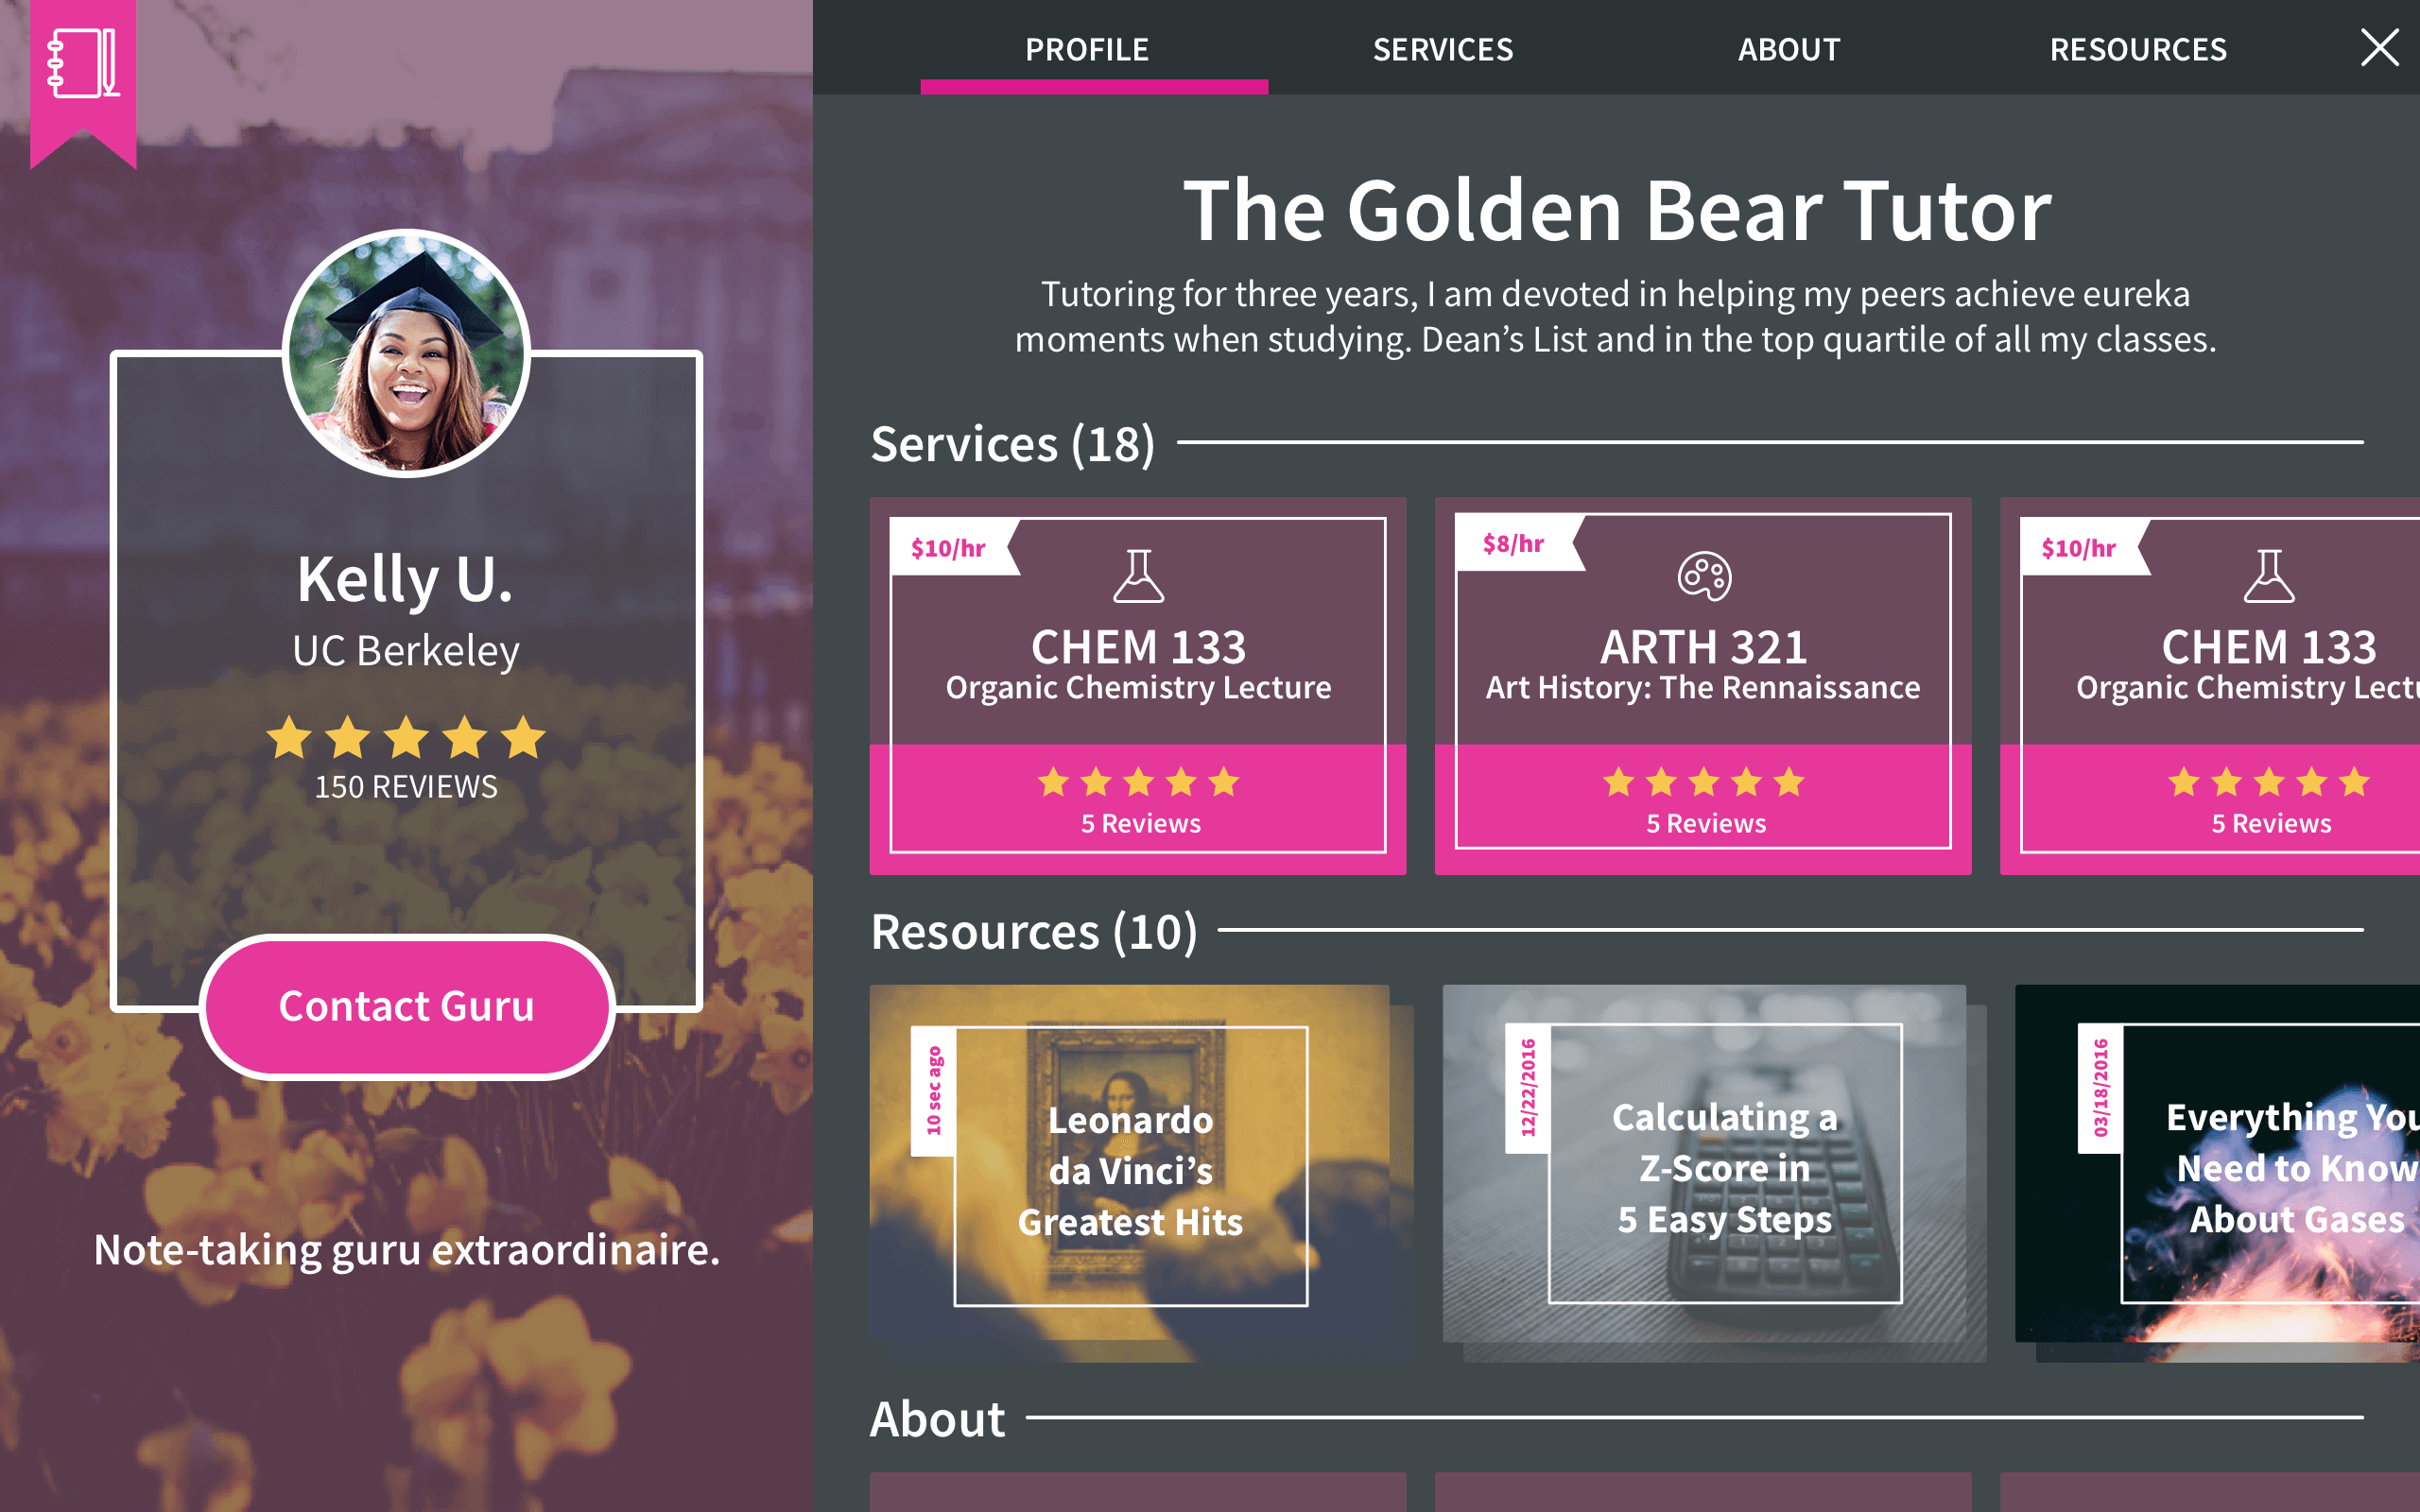 PROFILE
SERVICES
ABOUT
RESOURCES
The Golden Bear Tutor
Tutoring for three years, I am devoted in helping my peers achieve eureka
moments when studying. Dean’s List and in the top quartile of all my classes.
Kelly U.
UC Berkeley
150 REVIEWS
Contact Guru
Note-taking guru extraordinaire.
Services (18)
$10/hr
CHEM 133
Organic Chemistry Lecture
5 Reviews
$8/hr
ARTH 321
Art History: The Rennaissance
5 Reviews
$10/hr
CHEM 133
Organic Chemistry
5 Reviews
Resources (10)
10 sec ago
Leonardo
da Vinci’s
Greatest Hits
12/22/2016
Calculating a
Z-Score in
5 Easy Steps
03/18/2016
Everything You
Need to Know
About Gases
About